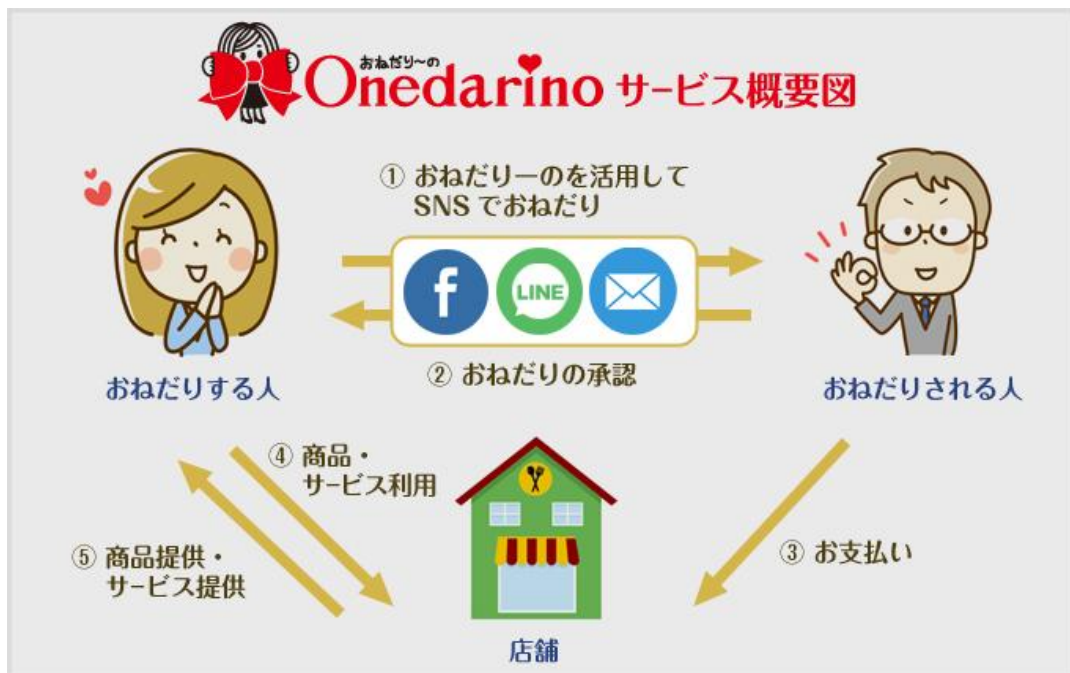 おねだり〜の
Onedarino サービス概要図
① おねだりーのを活用して
SNS でおねだり
f
LINE
② おねだりの承認
おねだりする人
おねだりされる人
④ 商品・
サービス利用
⑤ 商品提供・
サービス提供
③ お支払い
店舗